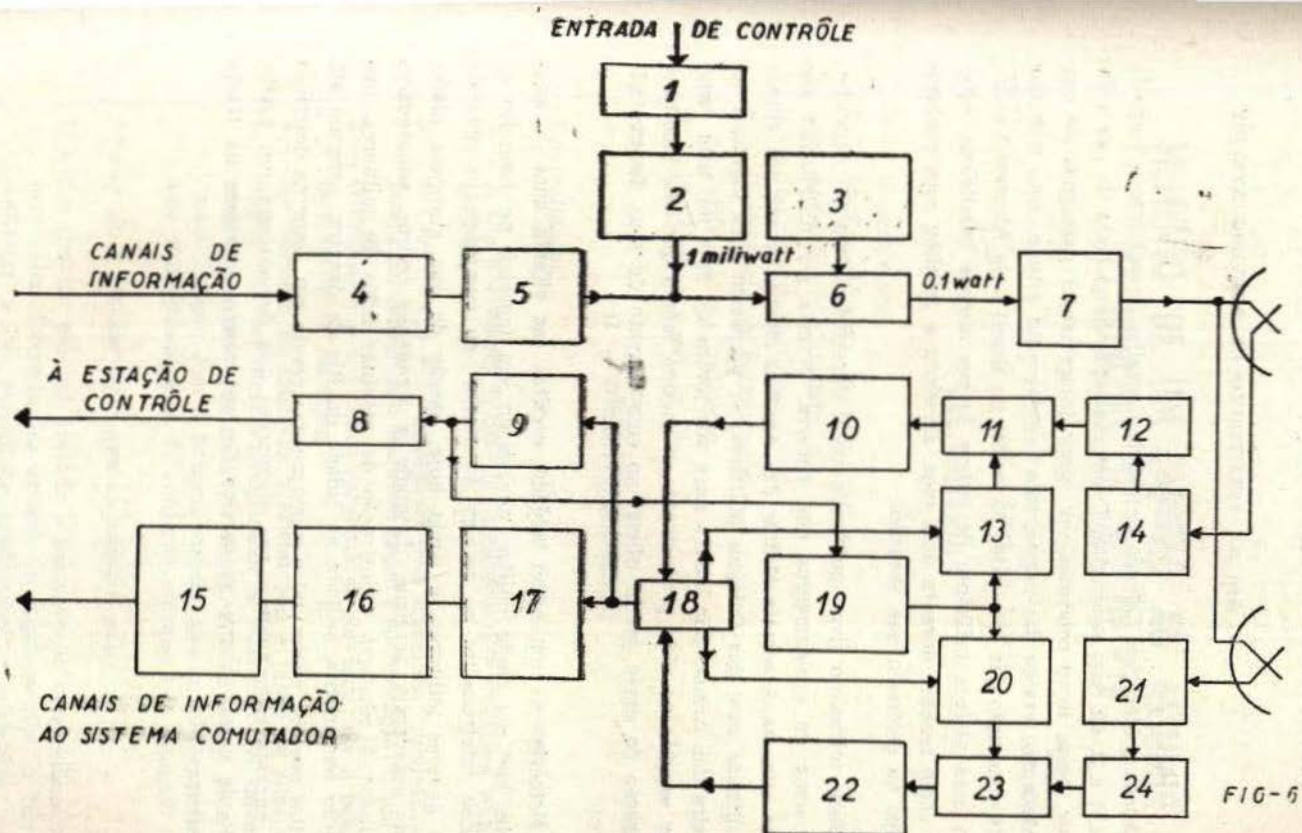 ENTRADA DE CONTRÔLE
1
2
3
1 miliwatt
CANAIS DE
INFORMAÇÃO
4
5
6
0.1 watt
7
À ESTAÇÃO DE
CONTRÔLE
8
9
10
11
12
13
14
15
16
17
18
19
20
21
CANAIS DE INFORMAÇÃO
AO SISTEMA COMUTADOR
22
23
24
FIG-6